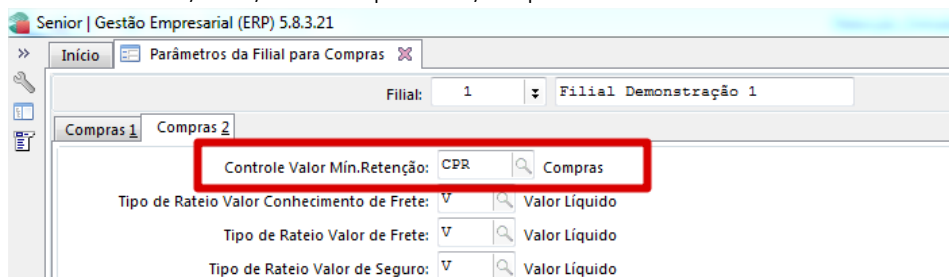 Senior | Gestão Empresarial (ERP) 5.8.3.21
Início Parâmetros da Filial para Compras
Filial: 1 Filial Demonstração 1
Compras 1 Compras 2
Controle Valor Mín.Retenção: CPR Compras
Tipo de Rateio Valor Conhecimento de Frete: V Valor Líquido
Tipo de Rateio Valor de Frete: V Valor Líquido
Tipo de Rateio Valor de Seguro: V Valor Líquido